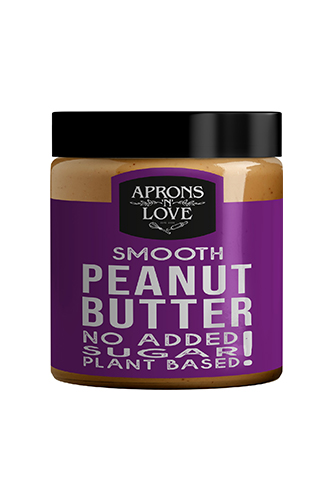 APRONS
'N'
LOVE
SMOOTH
PEANUT
BUTTER
NO ADDED
SUGAR!
PLANT BASED